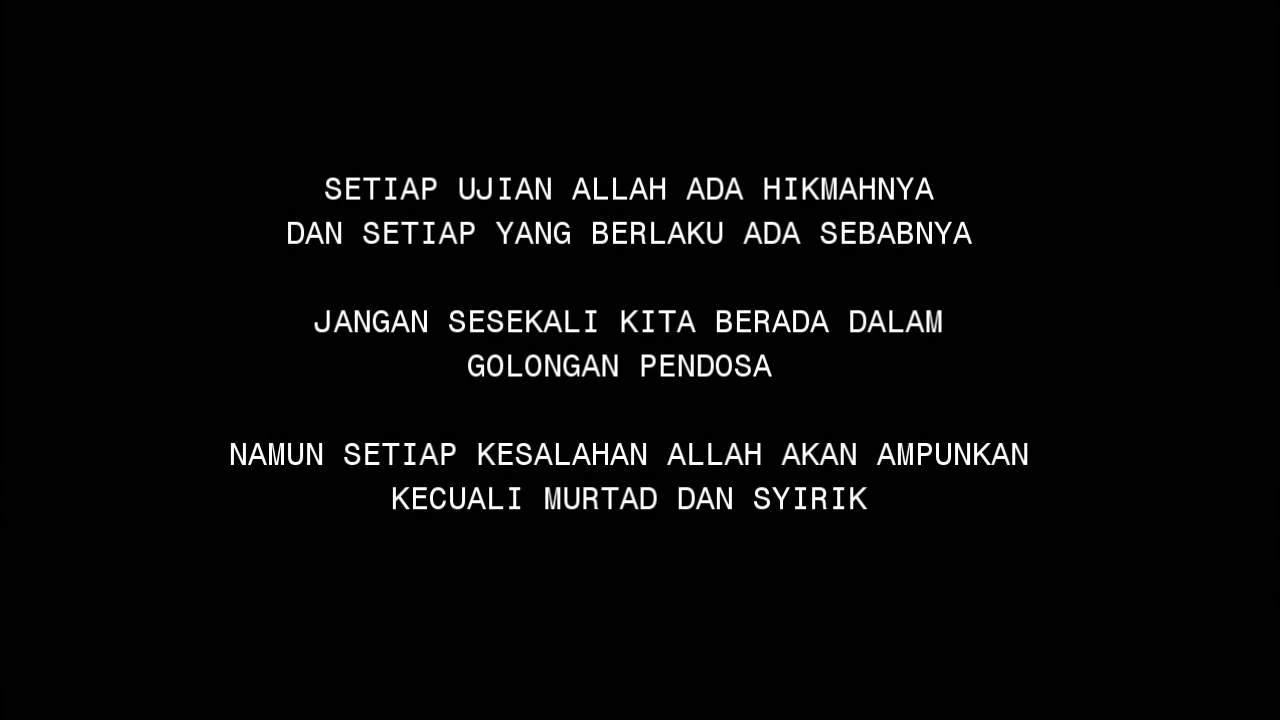 SETIAP UJIAN ALLAH ADA HIKMAHNYA
DAN SETIAP YANG BERLAKU ADA SEBABNYA
JANGAN SESEKALI KITA BERADA DALAM
GOLONGAN PENDOSA
NAMUN SETIAP KESALAHAN ALLAH AKAN AMPUNKAN
KECUALI MURTAD DAN SYIRIK